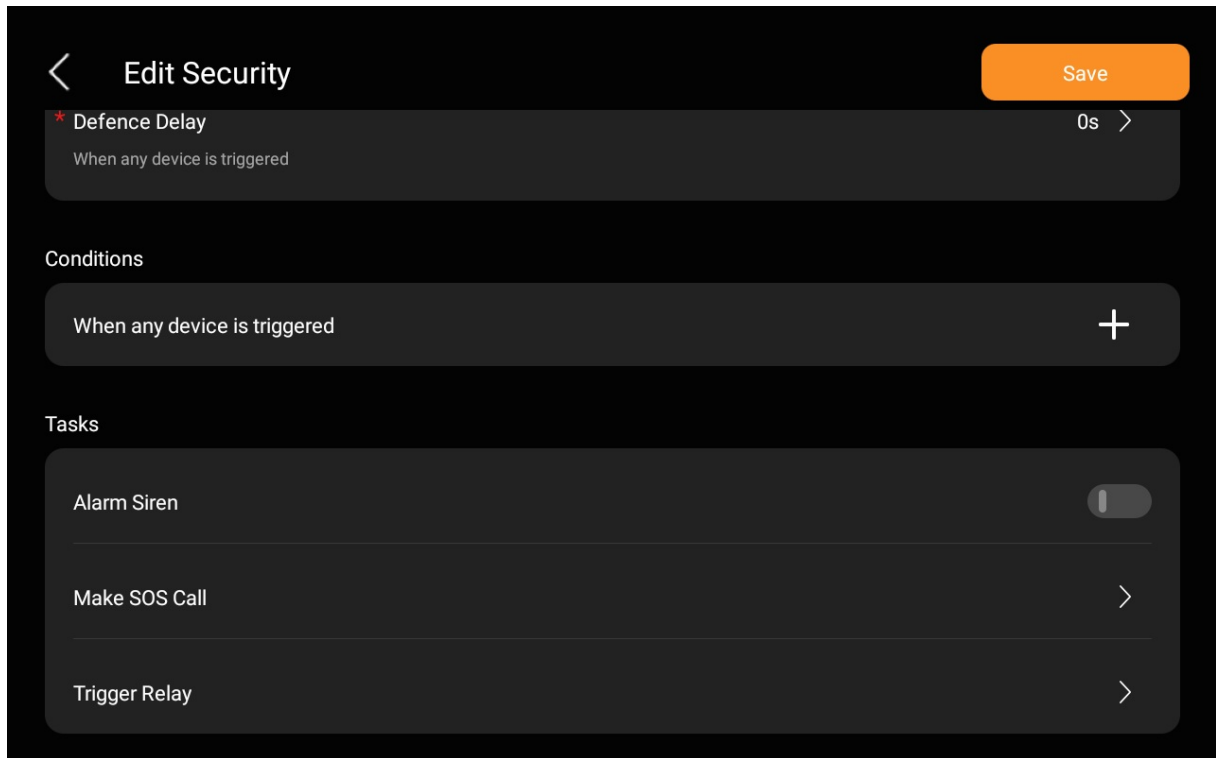 Edit Security
Save
* Defence Delay
0s
When any device is triggered
Conditions
When any device is triggered
Tasks
Alarm Siren
Make SOS Call
Trigger Relay